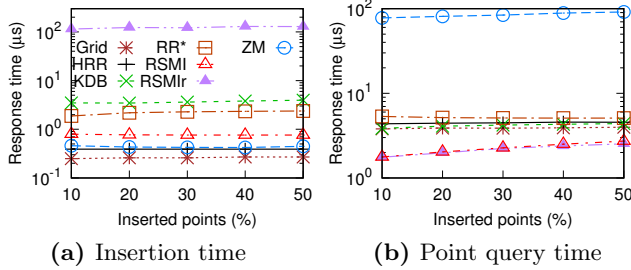 Response time (µs)
10³
10²
10¹
10⁰
10⁻¹
Grid RR* ZM
HRR RSMI
KDB RSMIr
10 20 30 40 50
Inserted points (%)
(a) Insertion time
Response time (µs)
10²
10¹
10⁰
10 20 30 40 50
Inserted points (%)
(b) Point query time